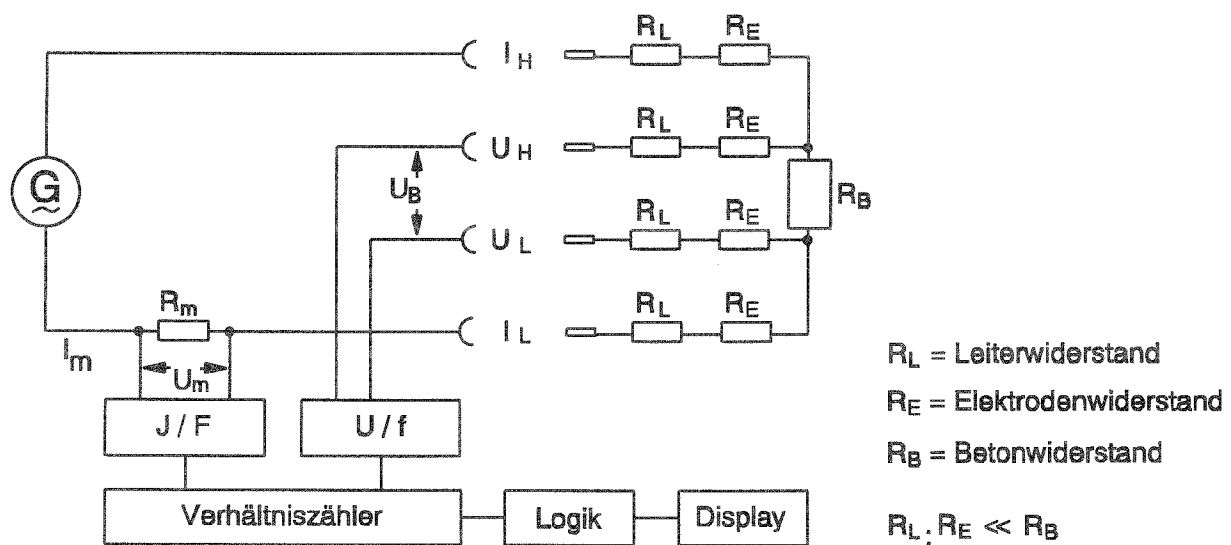 R_L R_E
I_H
R_L R_E
U_H
G
~
U_B
R_B
R_L R_E
U_L
R_m
R_L R_E
I_L
I_m
U_m
R_L = Leiterwiderstand
J / F U / f
R_E = Elektrodenwiderstand
R_B = Betonwiderstand
Verhältniszähler Logik Display
R_L; R_E << R_B